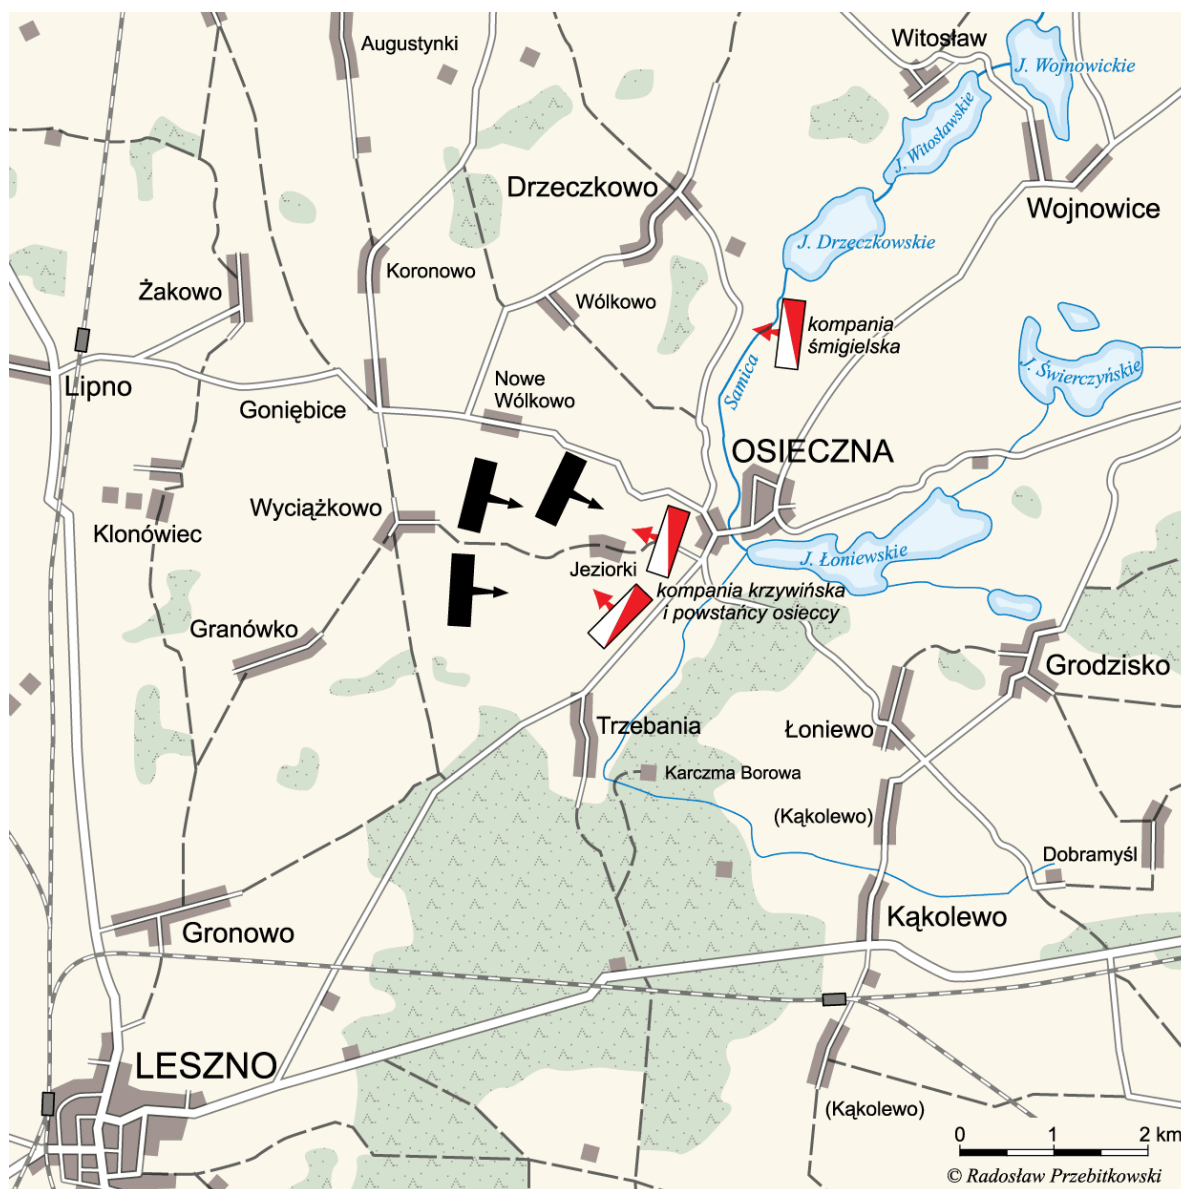 Witosław
Augustynki
J. Wojnowickie
J. Witosławskie
Drzeczkowo
Wojnowice
J. Drzeczkowskie
Koronowo
Żakowo
Wólkowo
kompania
śmigielska
Samica
J. Świerczyńskie
Lipno
Nowe
Wólkowo
Goniębice
OSIECZNA
Wyciążkowo
Klonówiec
J. Łoniewskie
Jeziorki
kompania krzywińska
i powstańcy osieccy
Granówko
Grodzisko
Trzebania
Łoniewo
Karczma Borowa
(Kąkolewo)
Dobramyśl
Kąkolewo
Gronowo
LESZNO
(Kąkolewo)
0 1 2 km
© Radosław Przebitkowski